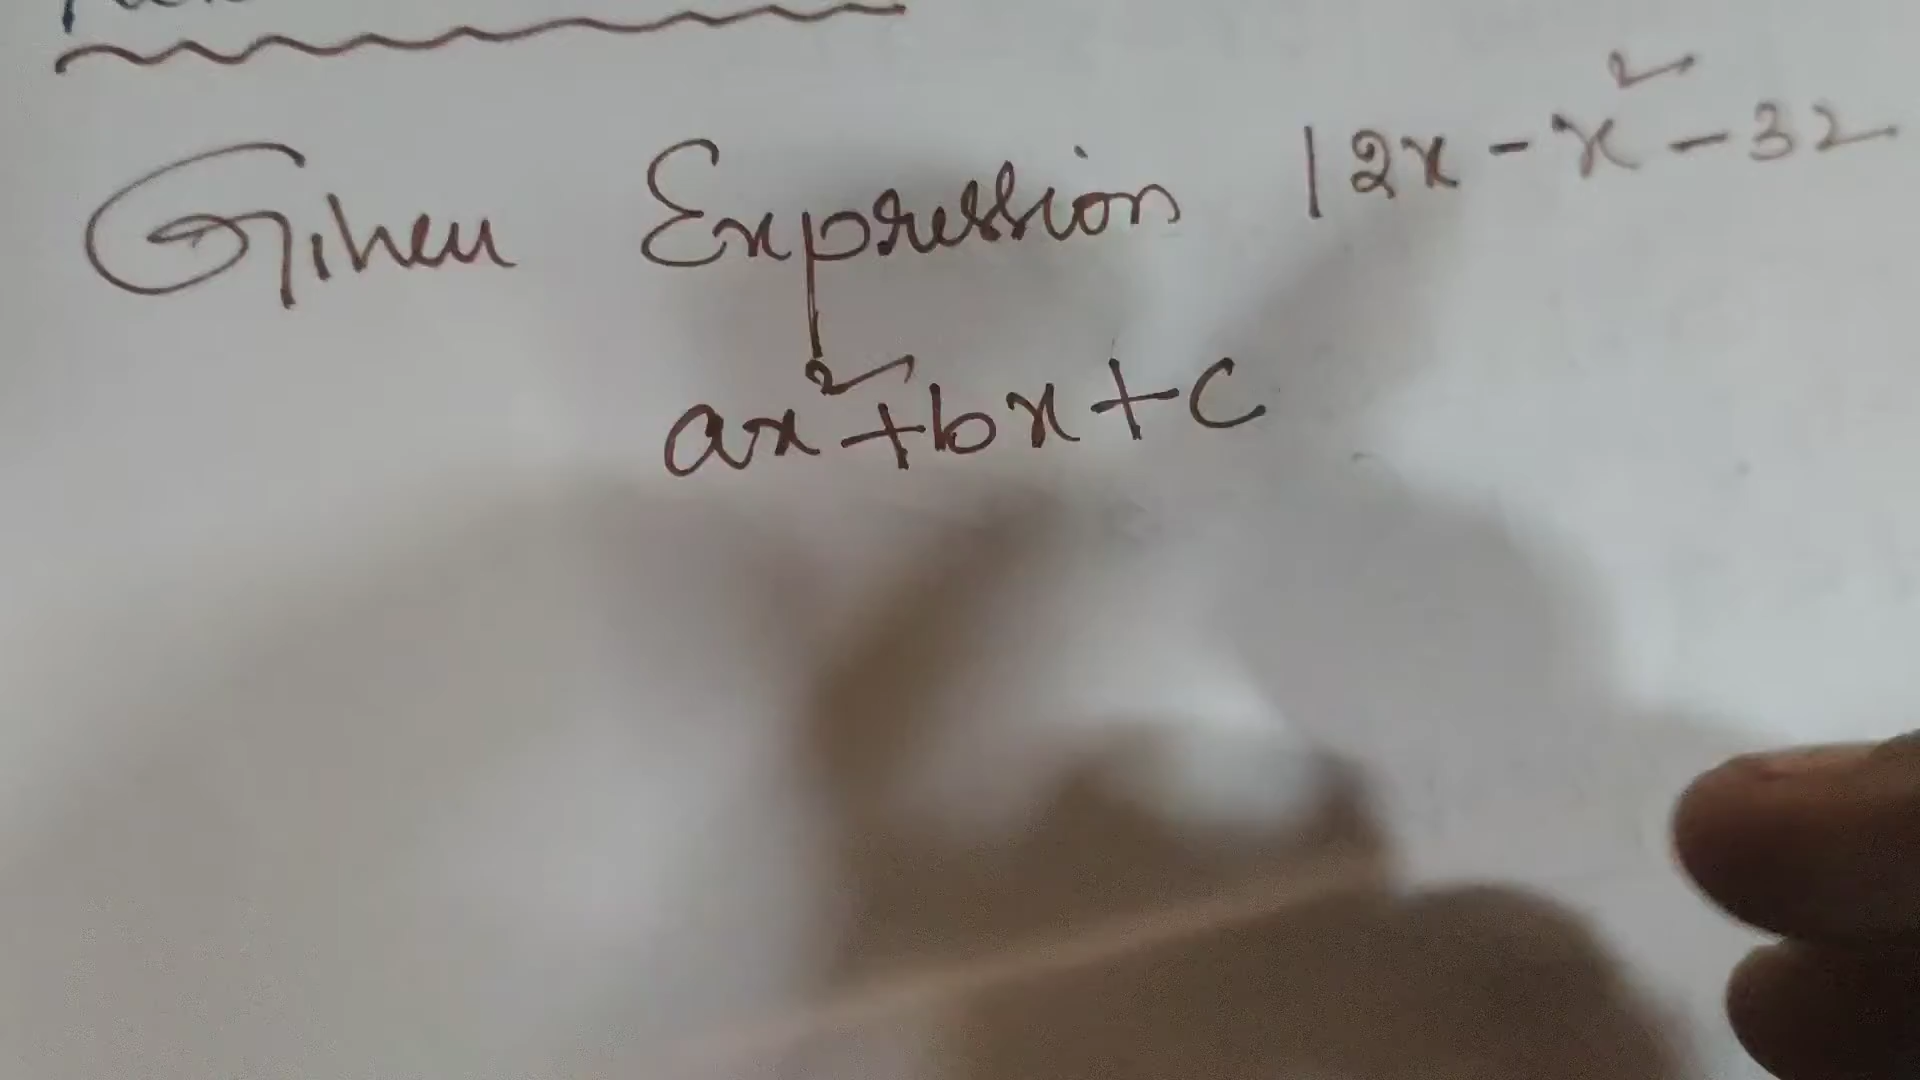 Given Expression 12x - x² - 32
ax² + bx + c